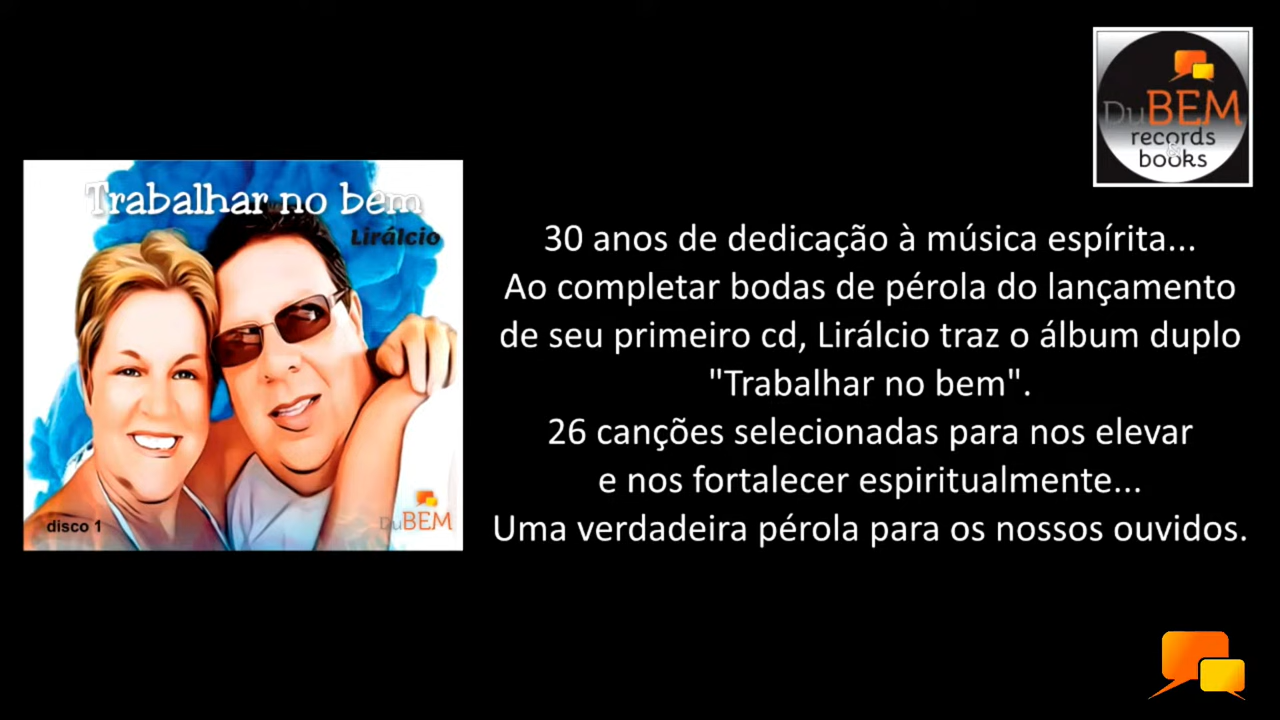 DuBEM
records
&
books
Trabalhar no bem
Lirálcio
disco 1
DuBEM
30 anos de dedicação à música espírita...
Ao completar bodas de pérola do lançamento
de seu primeiro cd, Lirálcio traz o álbum duplo
"Trabalhar no bem".
26 canções selecionadas para nos elevar
e nos fortalecer espiritualmente...
Uma verdadeira pérola para os nossos ouvidos.